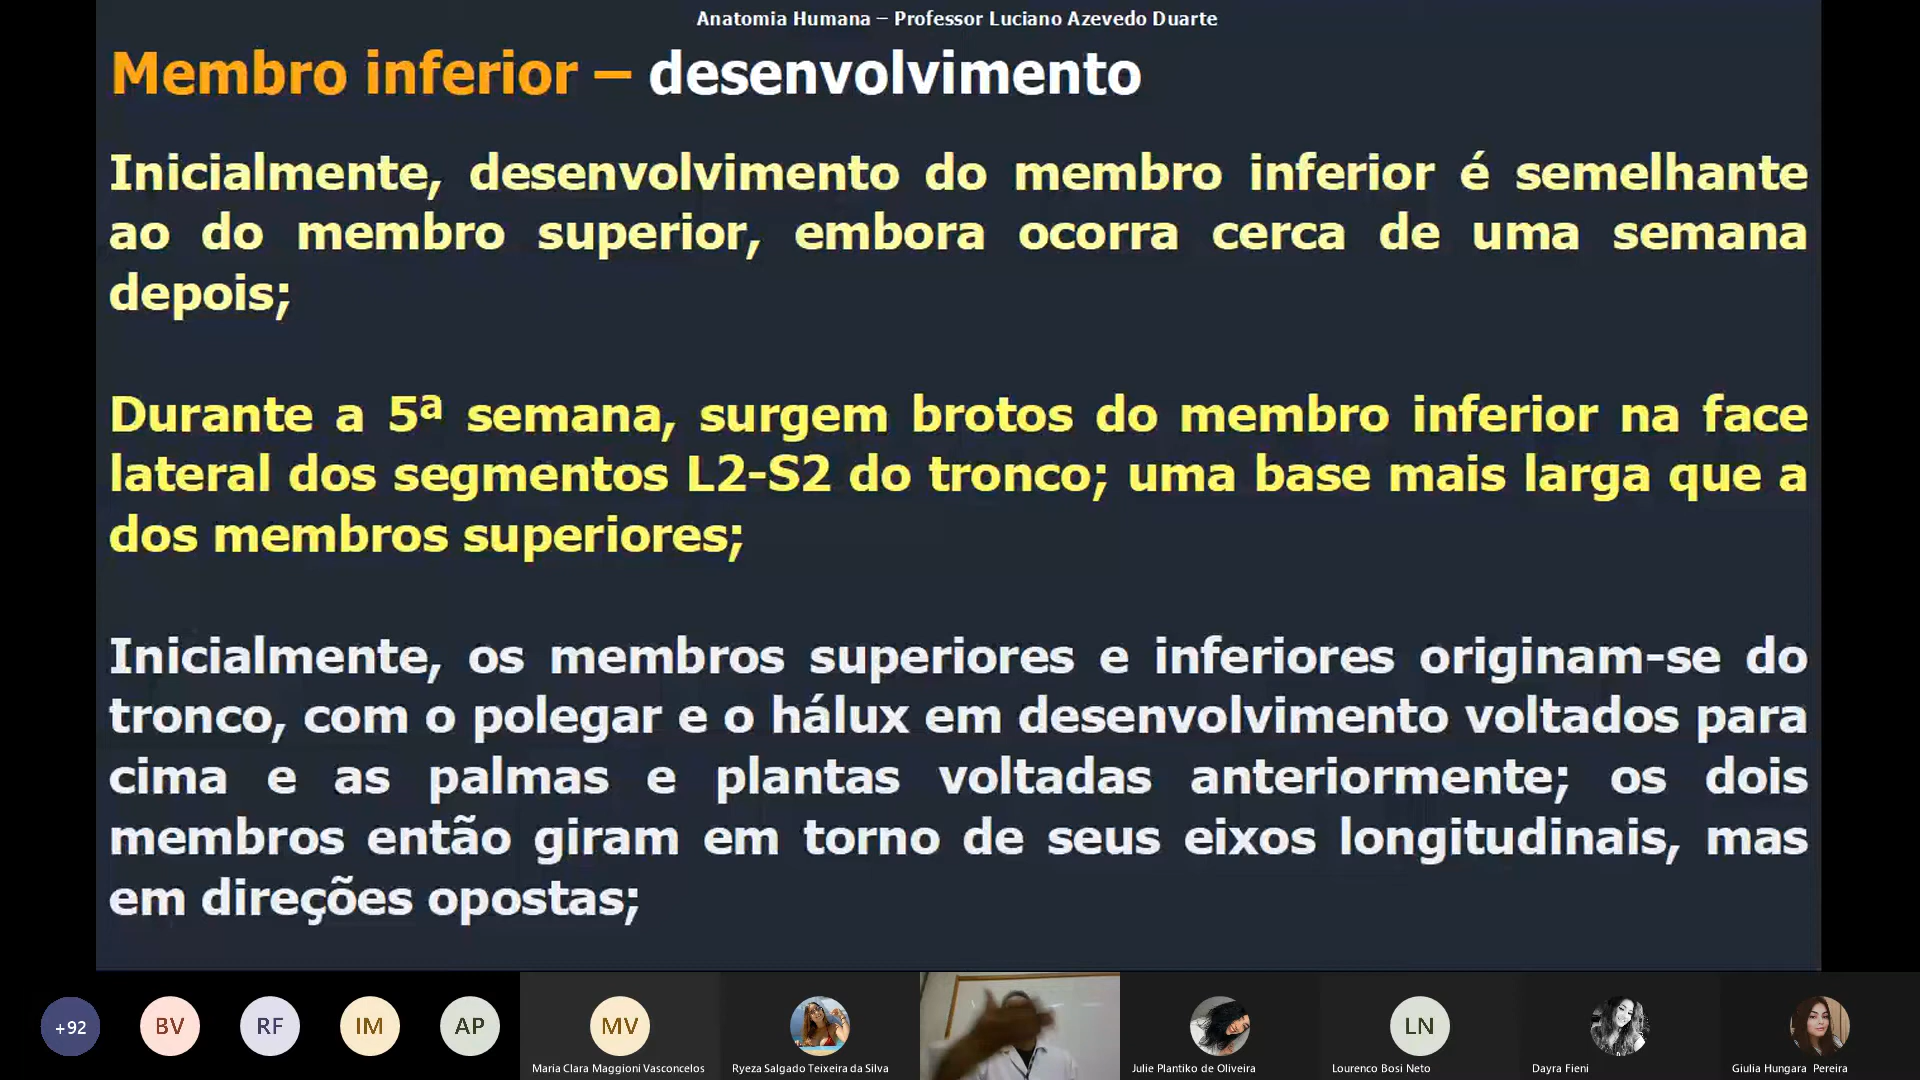 Anatomia Humana – Professor Luciano Azevedo Duarte
Membro inferior – desenvolvimento
Inicialmente, desenvolvimento do membro inferior é semelhante
ao do membro superior, embora ocorra cerca de uma semana
depois;
Durante a 5ª semana, surgem brotos do membro inferior na face
lateral dos segmentos L2-S2 do tronco; uma base mais larga que a
dos membros superiores;
Inicialmente, os membros superiores e inferiores originam-se do
tronco, com o polegar e o hálux em desenvolvimento voltados para
cima e as palmas e plantas voltadas anteriormente; os dois
membros então giram em torno de seus eixos longitudinais, mas
em direções opostas;
+92 BV RF IM AP MV LN
Maria Clara Maggioni Vasconcelos Ryeza Salgado Teixeira da Silva Julie Plantiko de Oliveira Lourenco Bosi Neto Dayra Fieni Giulia Hungara Pereira